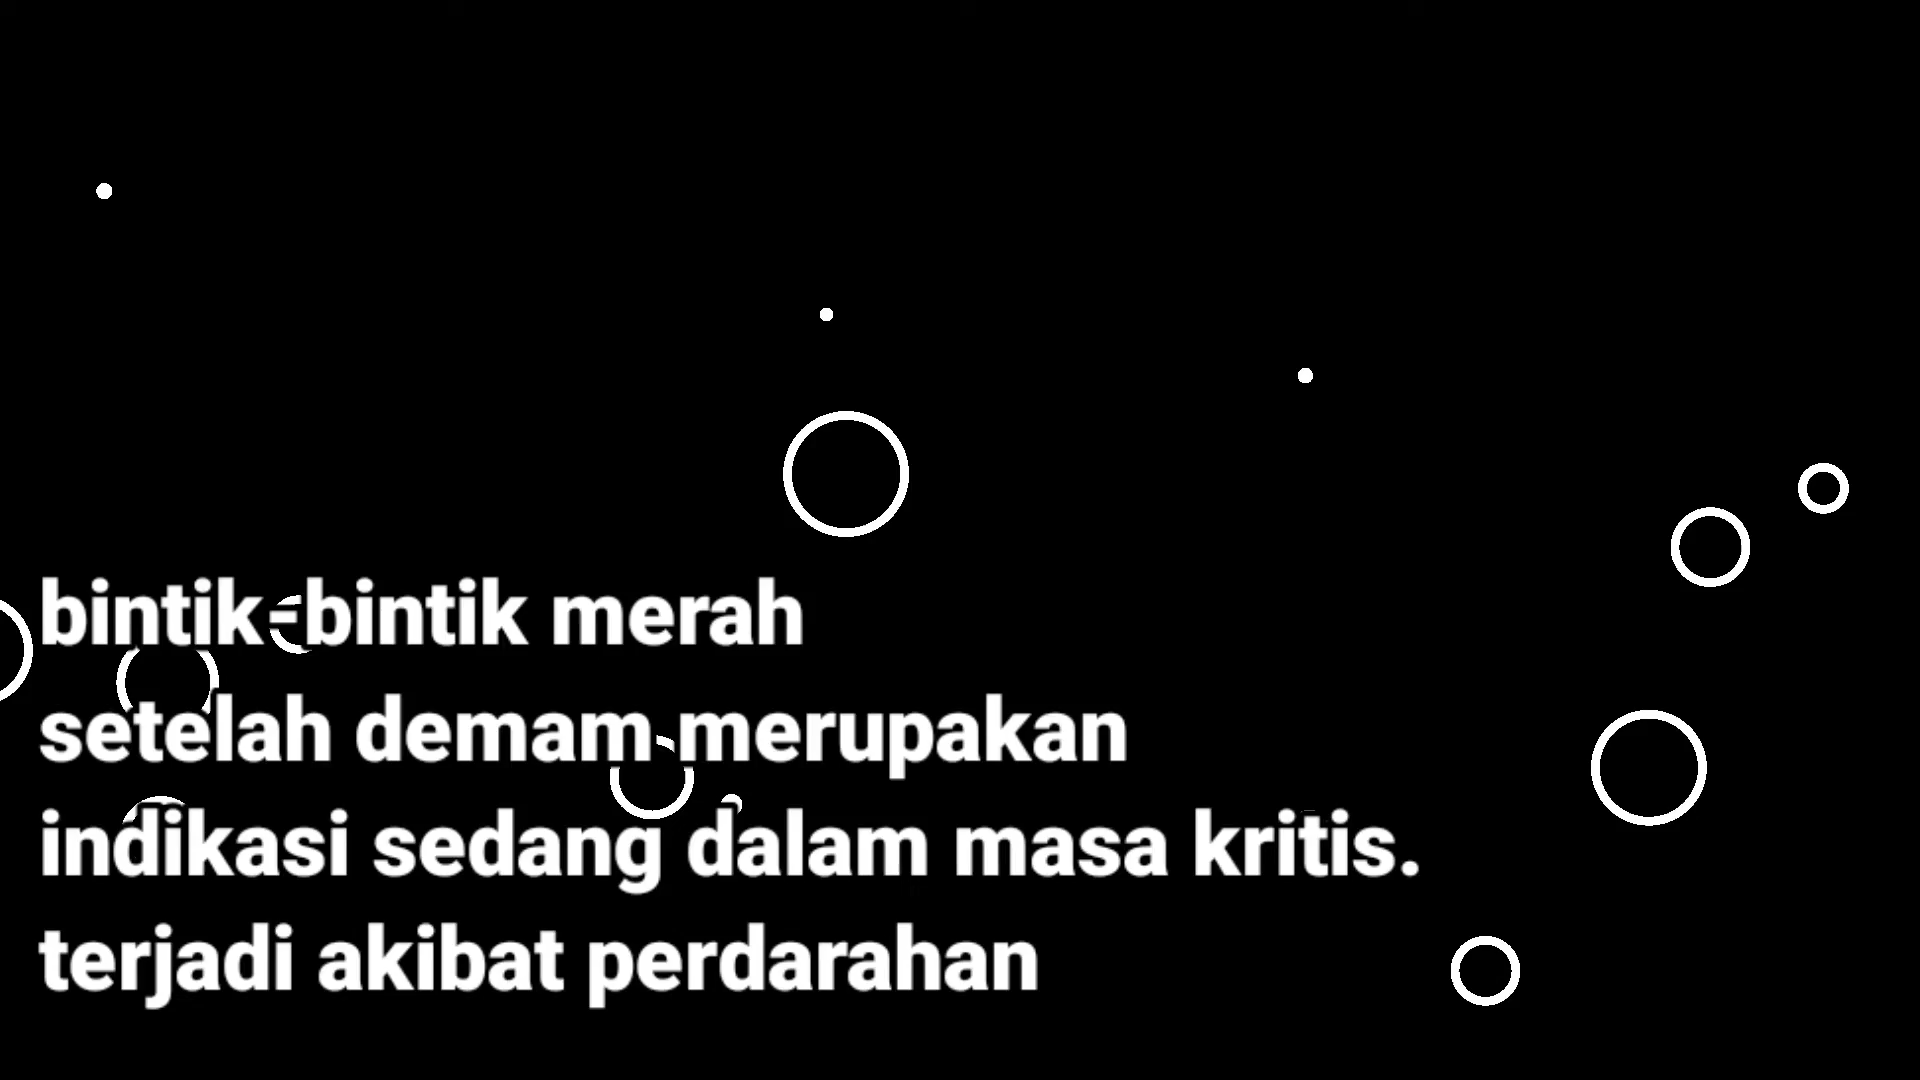 bintik-bintik merah
setelah demam merupakan
indikasi sedang dalam masa kritis.
terjadi akibat perdarahan